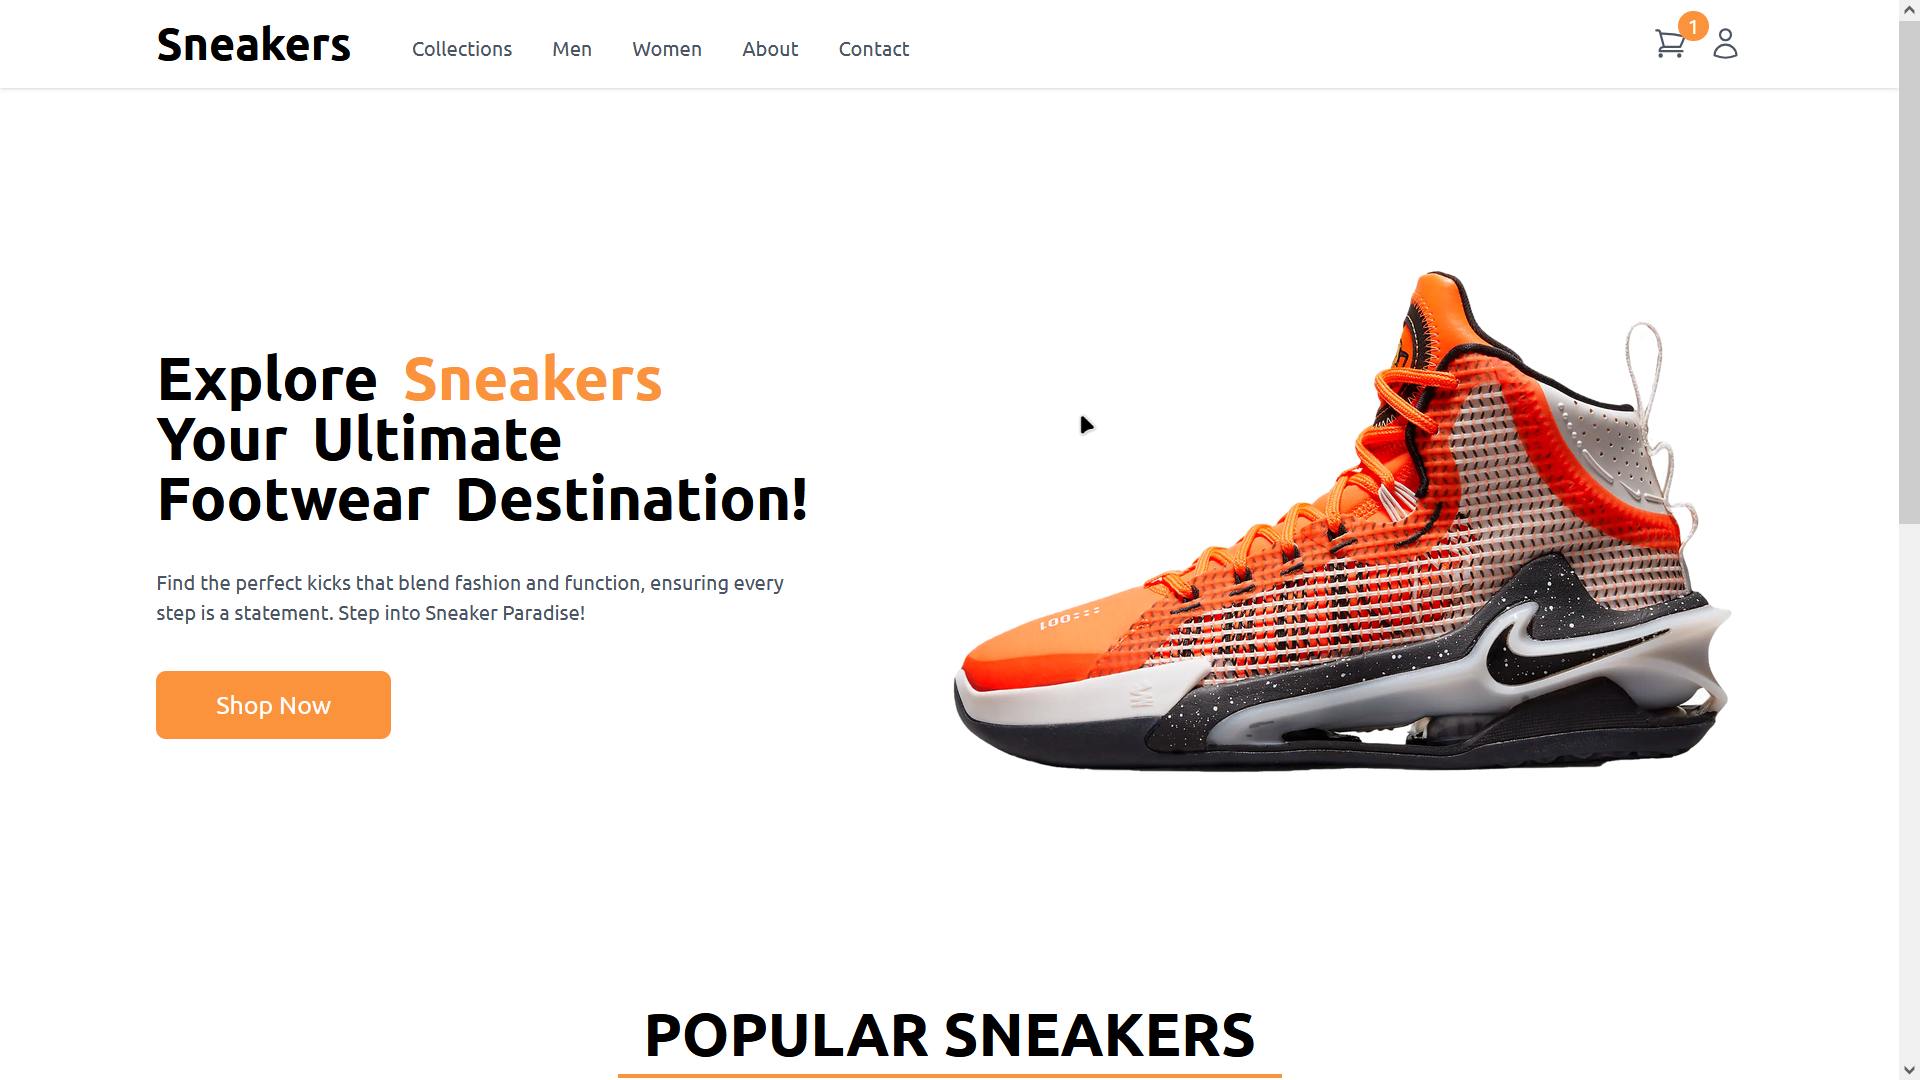 Sneakers
Collections
Men
Women
About
Contact
1
Explore Sneakers
Your Ultimate
Footwear Destination!
Find the perfect kicks that blend fashion and function, ensuring every
step is a statement. Step into Sneaker Paradise!
Shop Now
POPULAR SNEAKERS